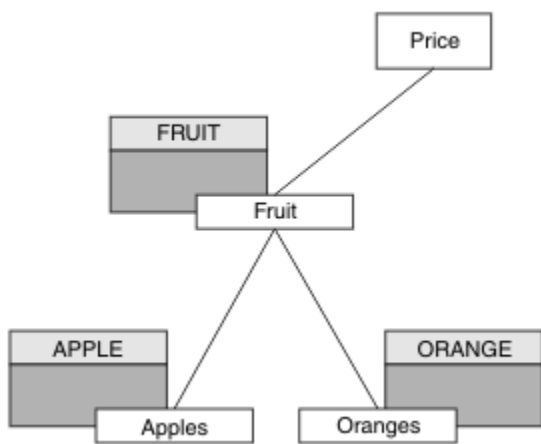 Price
FRUIT
Fruit
APPLE
ORANGE
Apples
Oranges